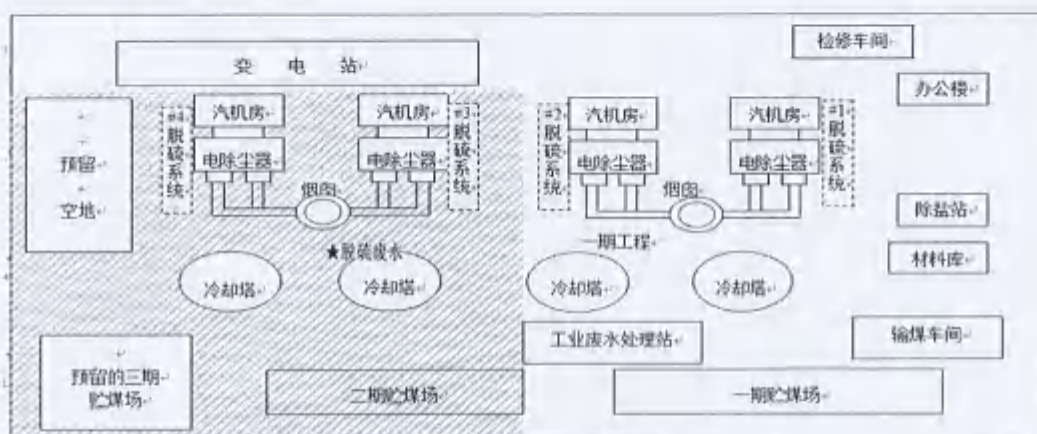 检修车间
变 电 站
办公楼
#4脱硫系统
汽机房
汽机房
#3脱硫系统
#2脱硫系统
汽机房
汽机房
#1脱硫系统
预留
空地
电除尘器
电除尘器
电除尘器
电除尘器
烟囱
烟囱
除盐站
一期工程
★脱硫废水
材料库
冷却塔
冷却塔
冷却塔
冷却塔
工业废水处理站
输煤车间
预留的三期
贮煤场
二期贮煤场
一期贮煤场